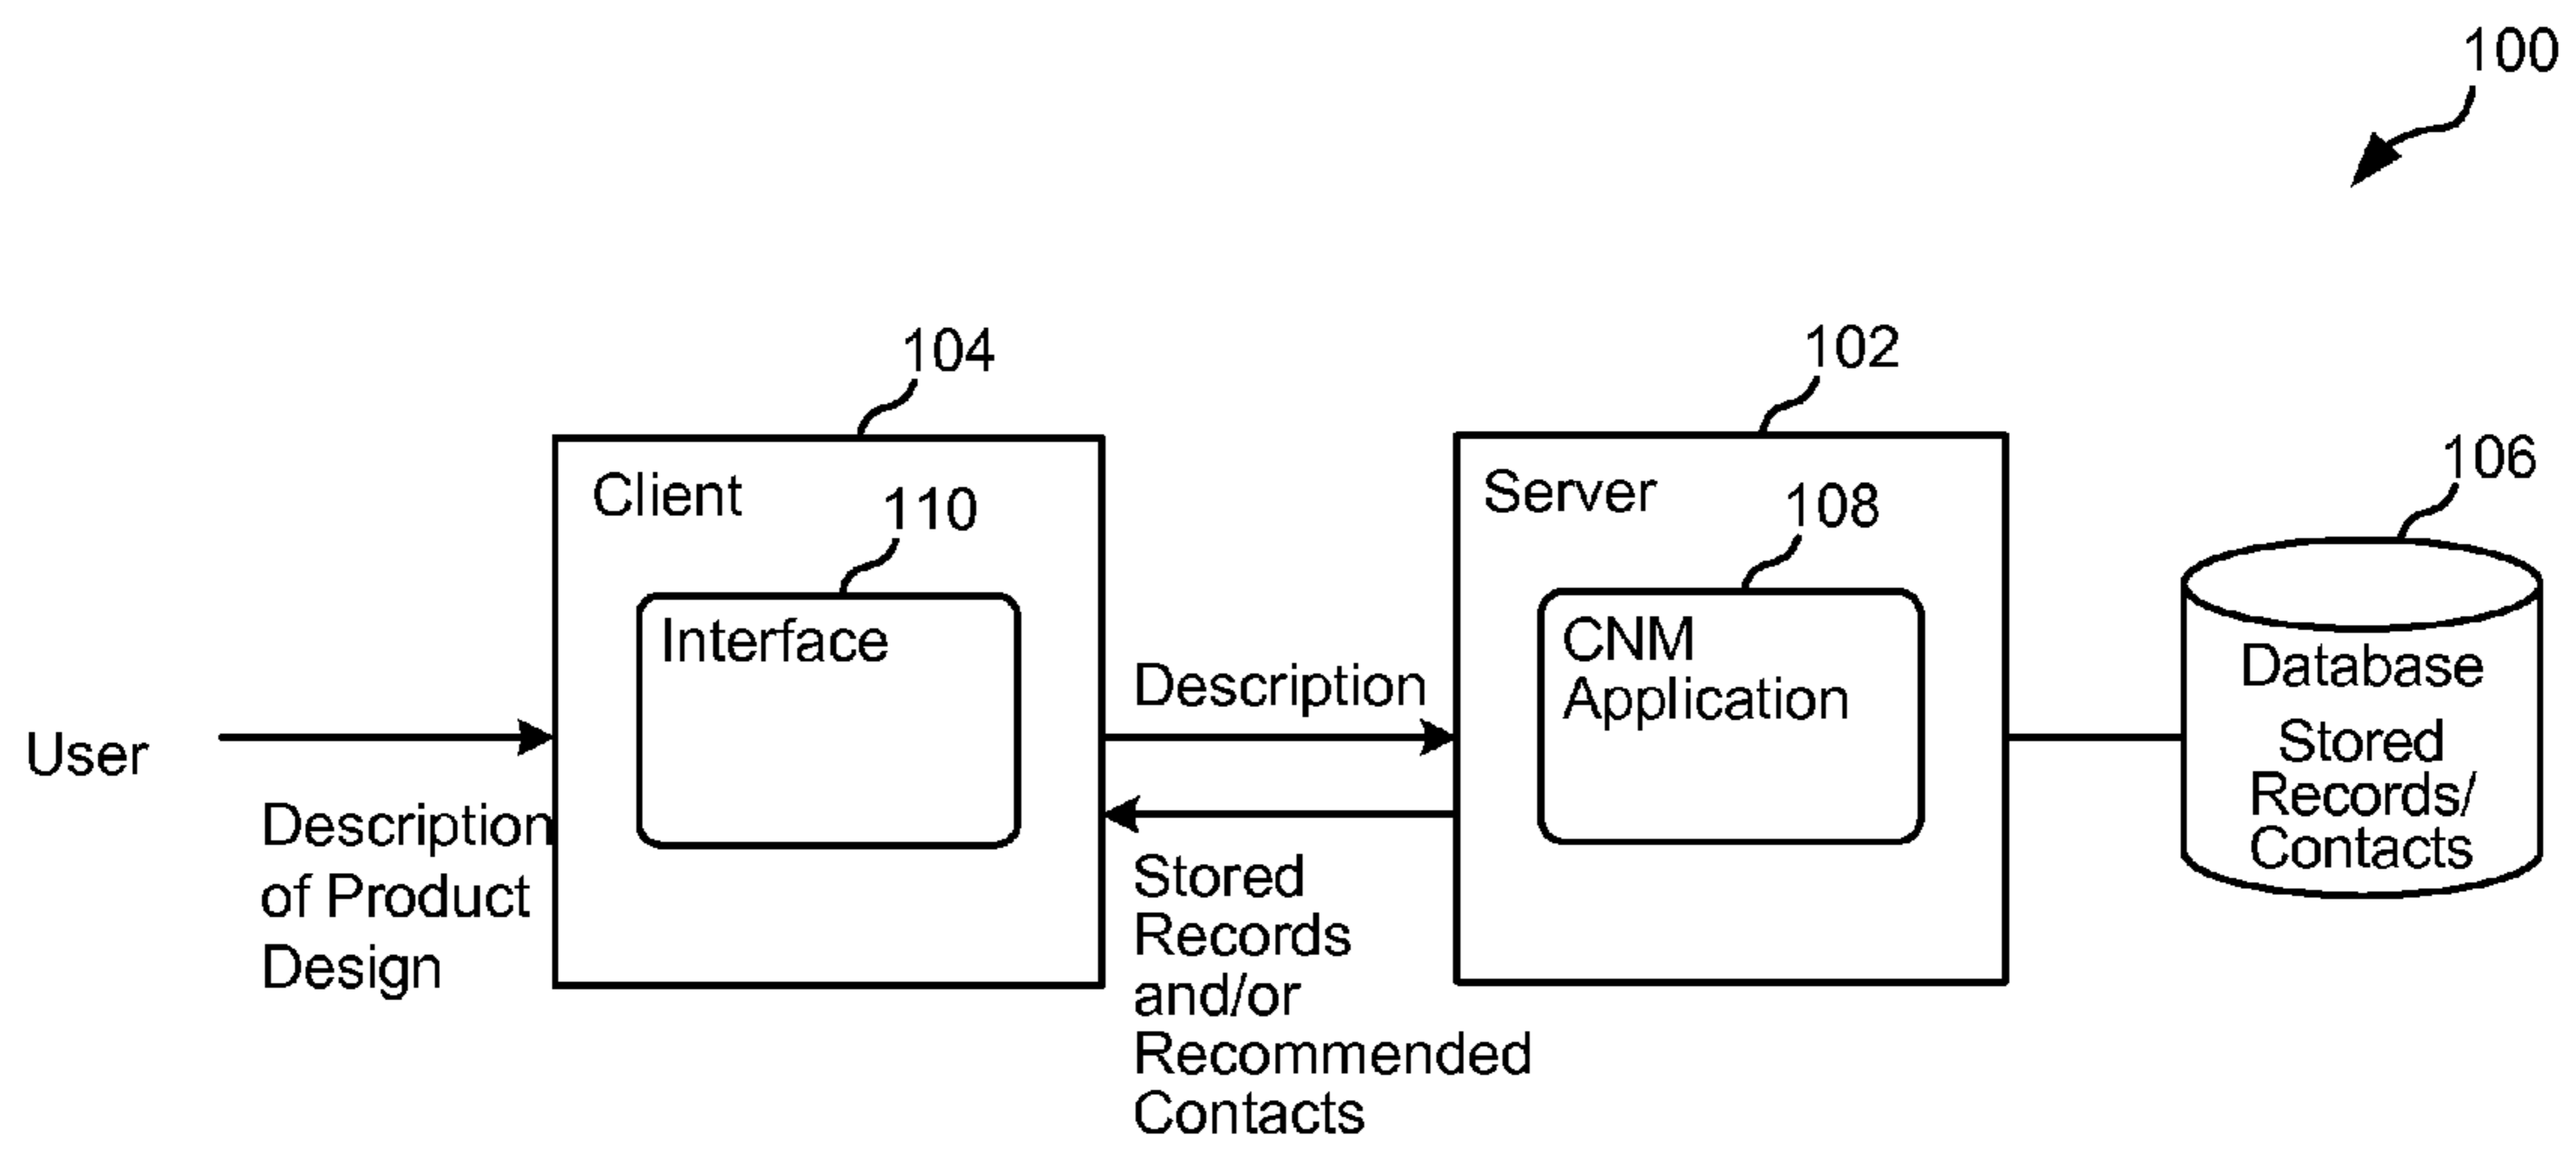 100
104
102
106
Client
110
Server
108
Interface
CNM
Application
Database
Stored
Records/
Contacts
User
Description
of Product
Design
Description
Stored
Records
and/or
Recommended
Contacts